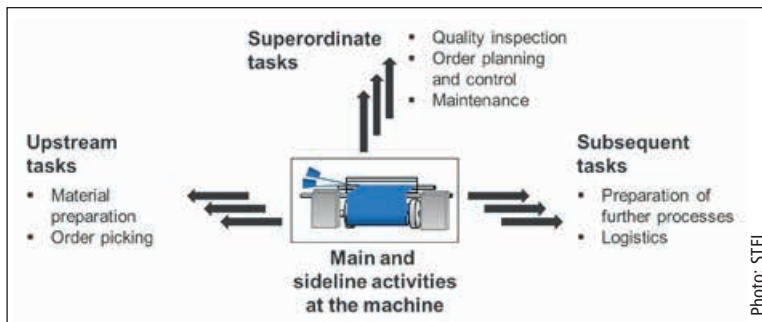 Superordinate
tasks
▪ Quality inspection
▪ Order planning
and control
▪ Maintenance
Upstream
tasks
▪ Material
preparation
▪ Order picking
Subsequent
tasks
▪ Preparation of
further processes
▪ Logistics
Main and
sideline activities
at the machine
Photo: STFI